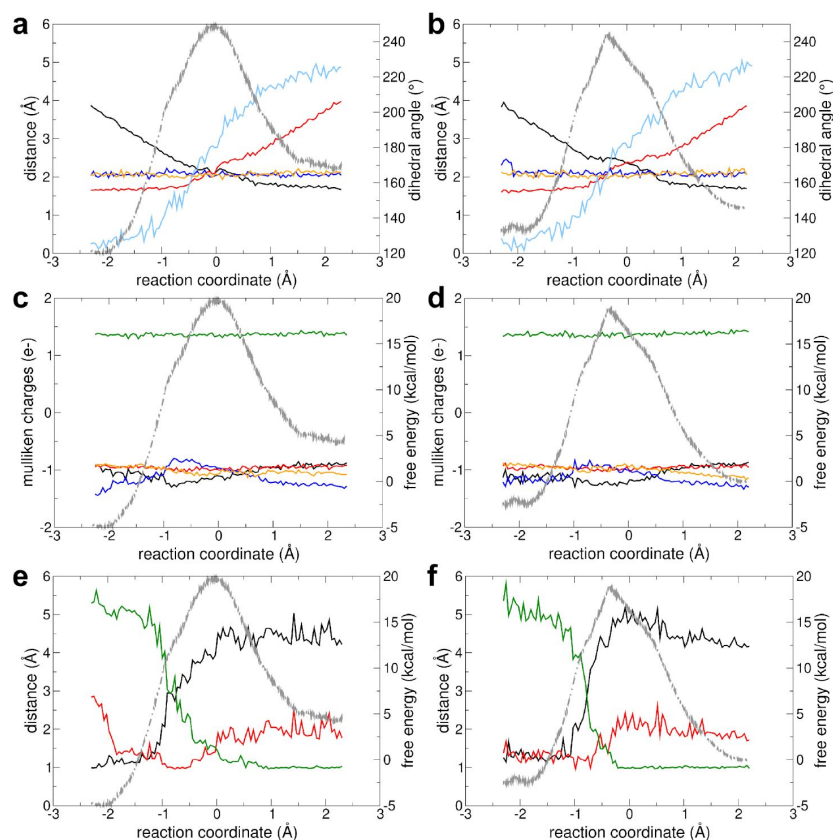 a
b
6
5
4
3
2
1
0
distance (Å)
240
220
200
180
160
140
120
dihedral angle (°)
-3 -2 -1 0 1 2 3
reaction coordinate (Å)
6
5
4
3
2
1
0
distance (Å)
240
220
200
180
160
140
120
dihedral angle (°)
-3 -2 -1 0 1 2 3
reaction coordinate (Å)
c
d
2
1
0
-1
-2
mulliken charges (e-)
20
15
10
5
0
-5
free energy (kcal/mol)
-3 -2 -1 0 1 2 3
reaction coordinate (Å)
2
1
0
-1
-2
mulliken charges (e-)
20
15
10
5
0
-5
free energy (kcal/mol)
-3 -2 -1 0 1 2 3
reaction coordinate (Å)
e
f
6
5
4
3
2
1
0
distance (Å)
20
15
10
5
0
-5
free energy (kcal/mol)
-3 -2 -1 0 1 2 3
reaction coordinate (Å)
6
5
4
3
2
1
0
distance (Å)
20
15
10
5
0
-5
free energy (kcal/mol)
-3 -2 -1 0 1 2 3
reaction coordinate (Å)